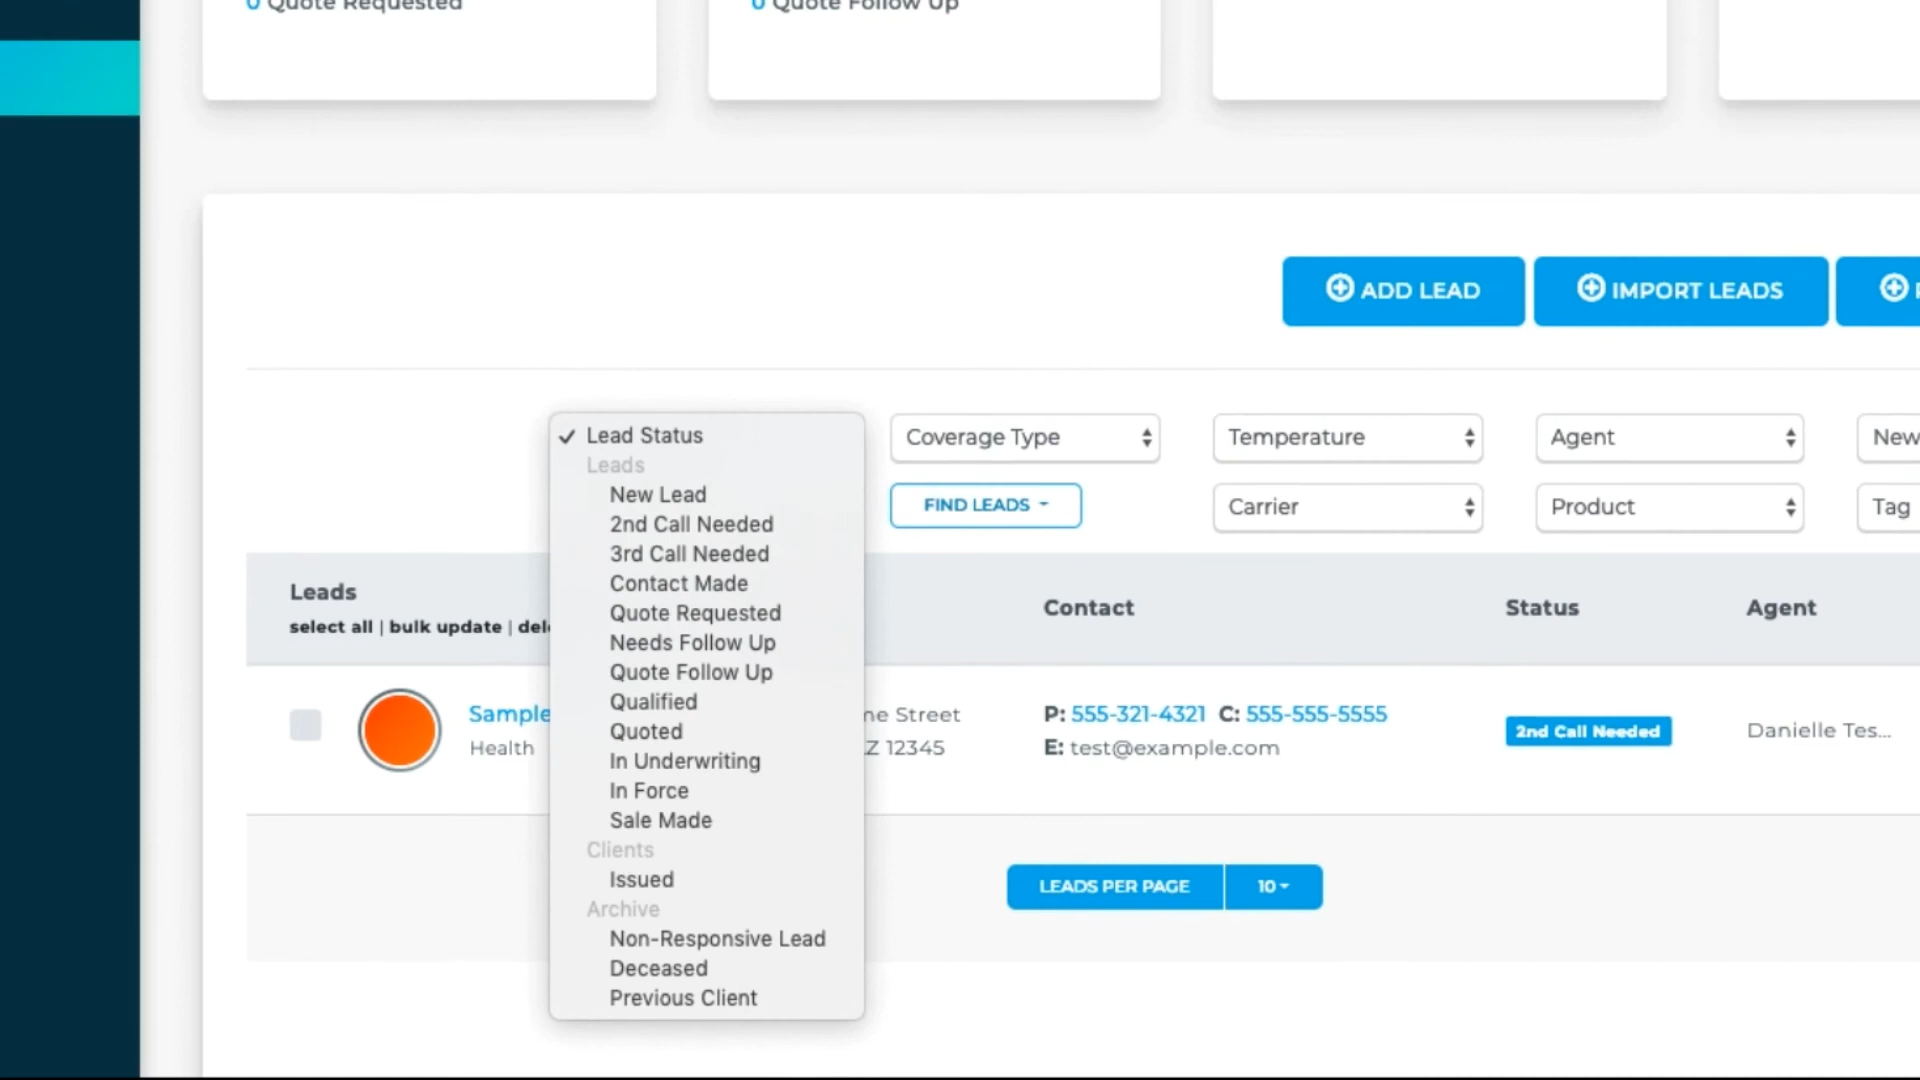 0 Quote Requested
0 Quote Follow Up
ADD LEAD
IMPORT LEADS
Lead Status
Leads
New Lead
2nd Call Needed
3rd Call Needed
Contact Made
Quote Requested
Needs Follow Up
Quote Follow Up
Qualified
Quoted
In Underwriting
In Force
Sale Made
Clients
Issued
Archive
Non-Responsive Lead
Deceased
Previous Client
Coverage Type
Temperature
Agent
New
FIND LEADS
Carrier
Product
Tag
Leads
select all | bulk update |
Contact
Status
Agent
Sample
Street
P: 555-321-4321 C: 555-555-5555
2nd Call Needed
Danielle Tes...
Health
12345
E: test@example.com
LEADS PER PAGE
10